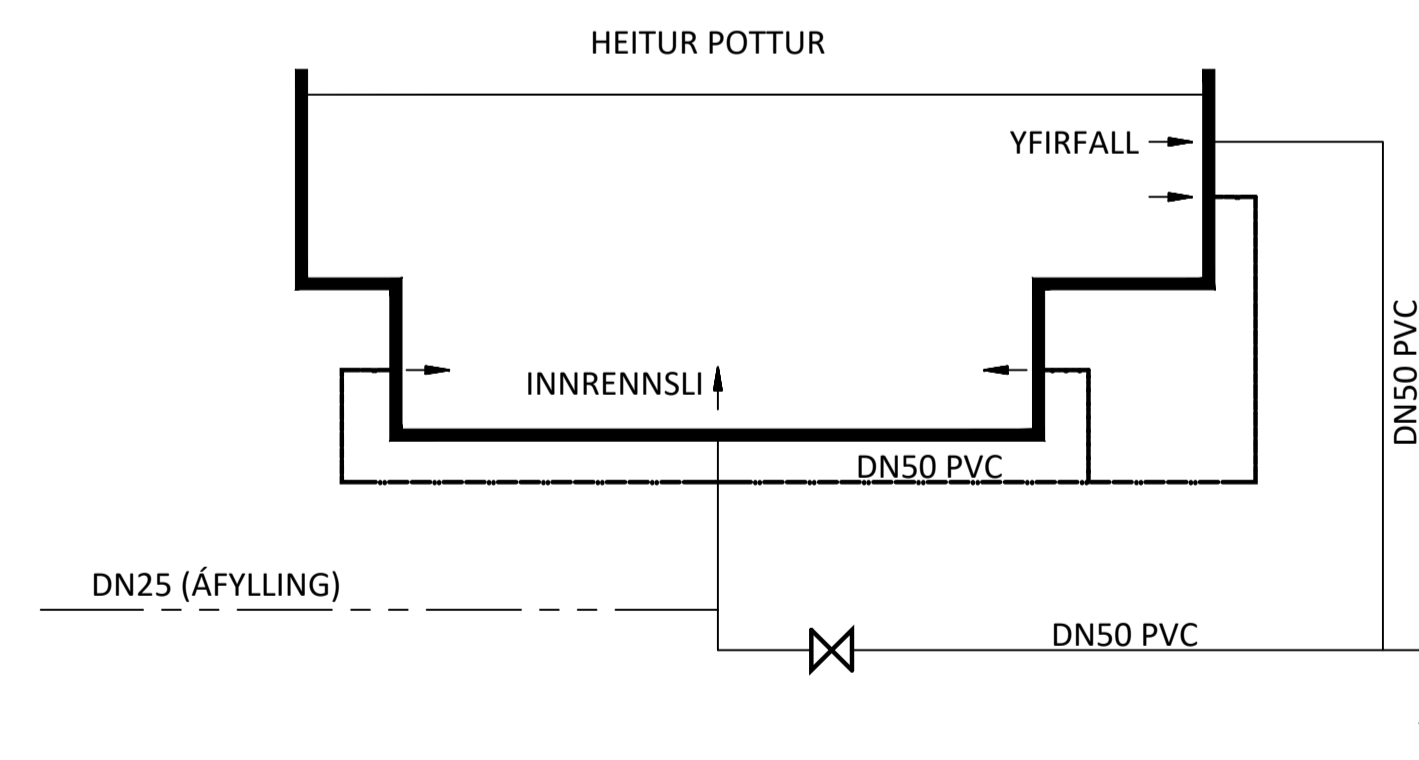 HEITUR POTTUR
YFIRFALL
INNRENNSLI
DN50 PVC
DN50 PVC
DN25 (ÁFYLLING)
DN50 PVC